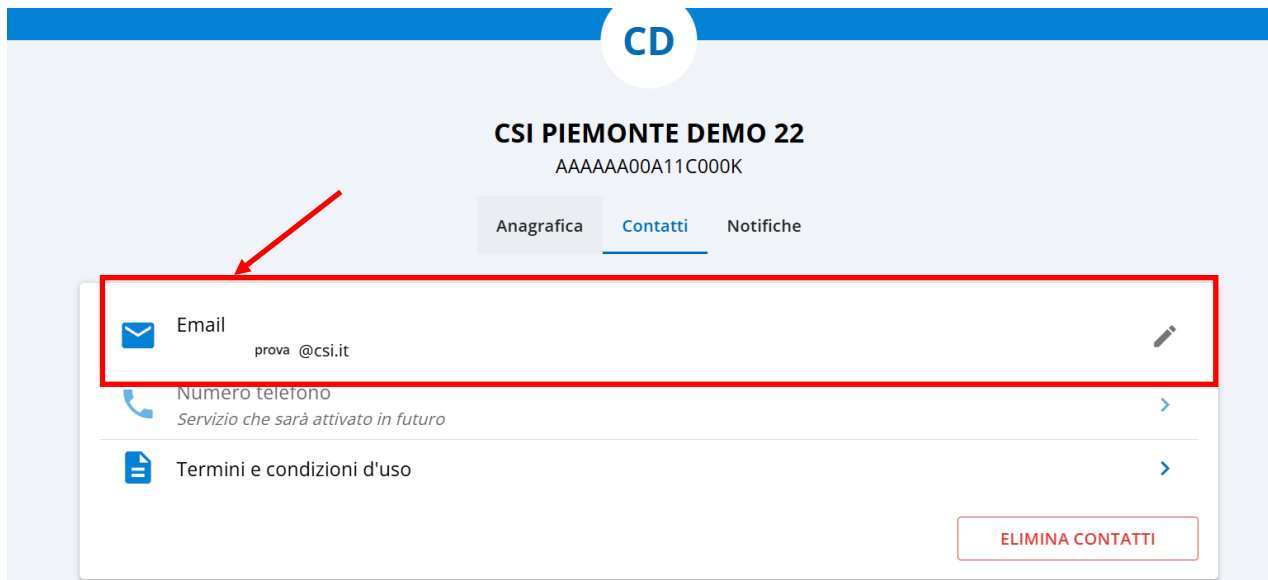 CD
CSI PIEMONTE DEMO 22
AAAAAA00A11C000K
Anagrafica Contatti Notifiche
Email
prova @csi.it
Numero telefono
Servizio che sarà attivato in futuro
Termini e condizioni d'uso
ELIMINA CONTATTI